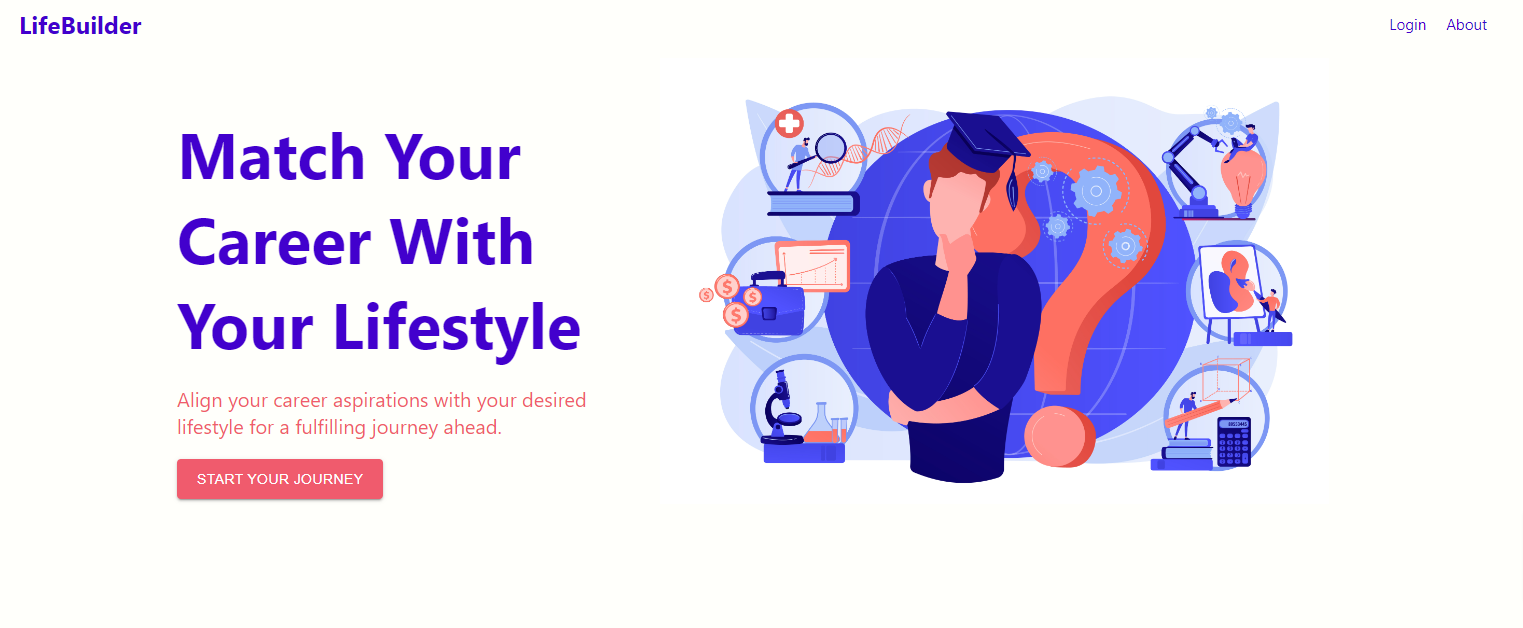 LifeBuilder
Login
About
Match Your
Career With
Your Lifestyle
Align your career aspirations with your desired
lifestyle for a fulfilling journey ahead.
START YOUR JOURNEY
$
$
$
$